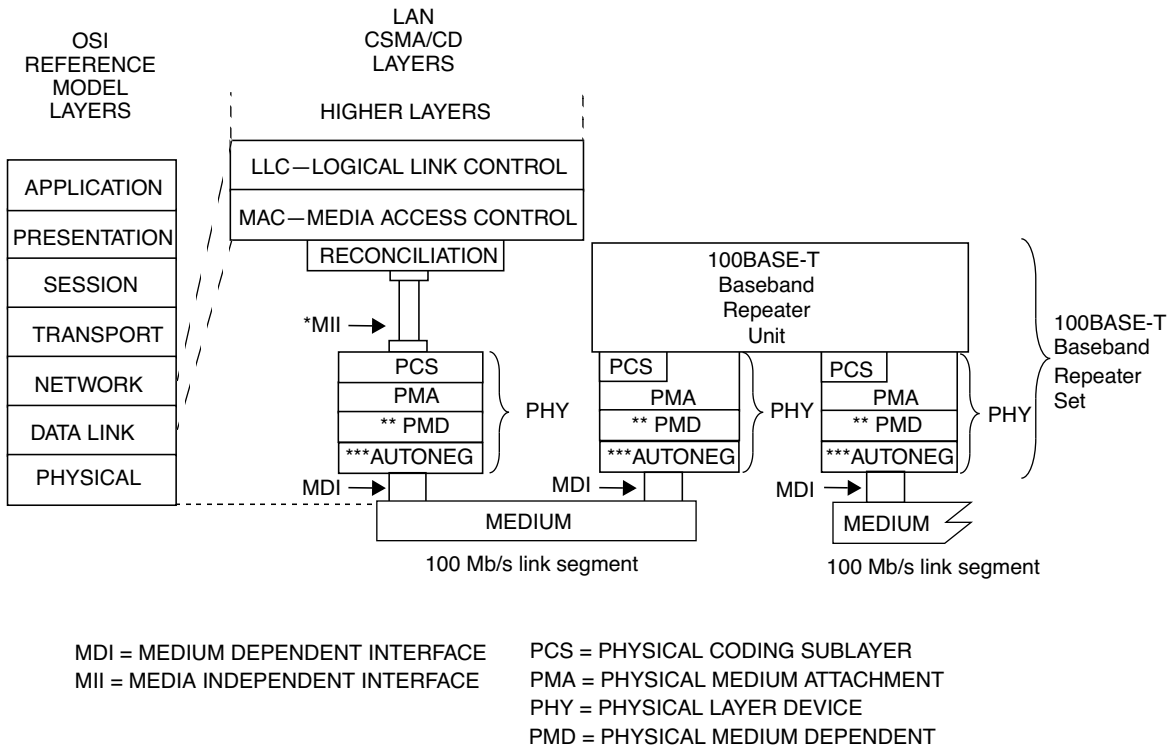 OSI
REFERENCE
MODEL
LAYERS
LAN
CSMA/CD
LAYERS
HIGHER LAYERS
LLC—LOGICAL LINK CONTROL
MAC—MEDIA ACCESS CONTROL
RECONCILIATION
APPLICATION
PRESENTATION
SESSION
TRANSPORT
NETWORK
DATA LINK
PHYSICAL
*MII
PCS
PMA
** PMD
***AUTONEG
PHY
MDI
100BASE-T
Baseband
Repeater
Unit
PCS
PMA
** PMD
***AUTONEG
PHY
MDI
PCS
PMA
** PMD
***AUTONEG
PHY
MDI
100BASE-T
Baseband
Repeater
Set
MEDIUM
100 Mb/s link segment
MEDIUM
100 Mb/s link segment
MDI = MEDIUM DEPENDENT INTERFACE
MII = MEDIA INDEPENDENT INTERFACE
PCS = PHYSICAL CODING SUBLAYER
PMA = PHYSICAL MEDIUM ATTACHMENT
PHY = PHYSICAL LAYER DEVICE
PMD = PHYSICAL MEDIUM DEPENDENT